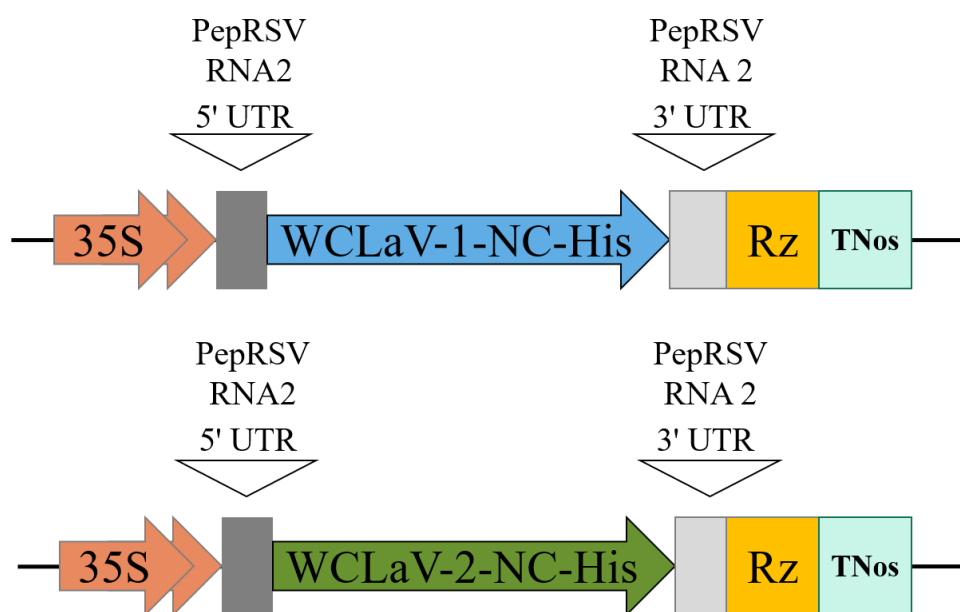 PepRSV
RNA2
5' UTR
PepRSV
RNA 2
3' UTR
35S
WCLaV-1-NC-His
Rz
TNos
PepRSV
RNA2
5' UTR
PepRSV
RNA 2
3' UTR
35S
WCLaV-2-NC-His
Rz
TNos